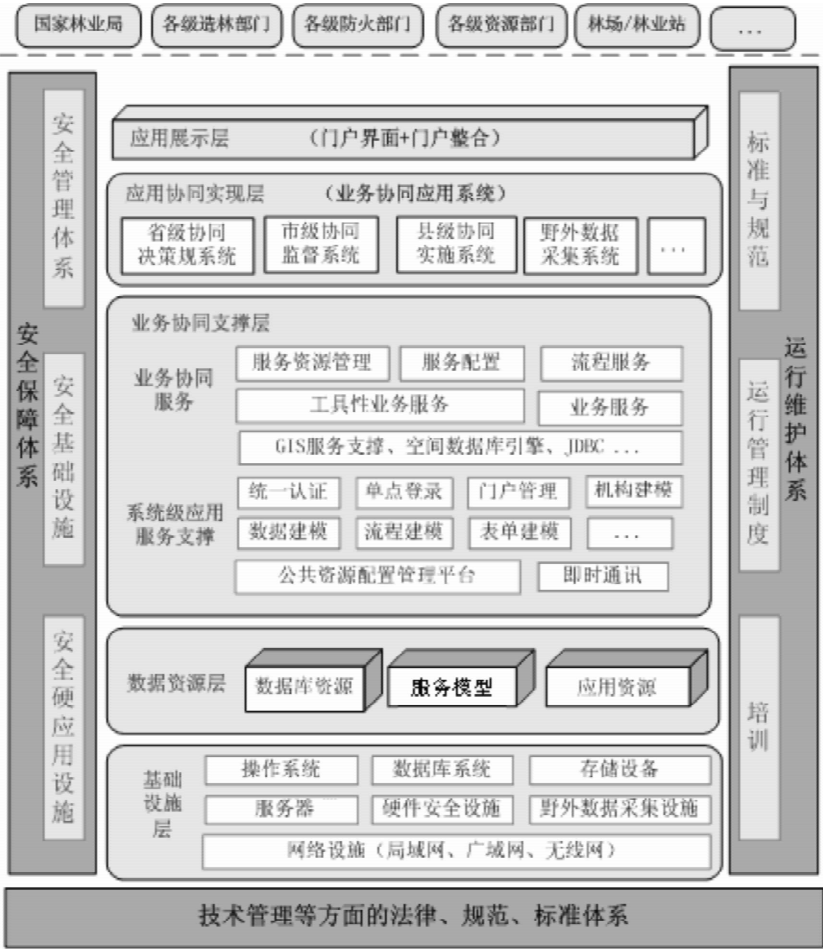 国家林业局
各级造林部门
各级防火部门
各级资源部门
林场/林业站
...
安全保障体系
安全管理体系
安全基础设施
安全硬应用设施
应用展示层 （门户界面+门户整合）
应用协同实现层 （业务协同应用系统）
省级协同
决策规系统
市级协同
监督系统
县级协同
实施系统
野外数据
采集系统
...
业务协同支撑层
业务协同
服务
服务资源管理
服务配置
流程服务
工具性业务服务
业务服务
GIS服务支撑、空间数据库引擎、JDBC ...
系统级应用
服务支撑
统一认证
单点登录
门户管理
机构建模
数据建模
流程建模
表单建模
...
公共资源配置管理平台
即时通讯
数据资源层
数据库资源
服务模型
应用资源
基础
设施
层
操作系统
数据库系统
存储设备
服务器
硬件安全设施
野外数据采集设施
网络设施（局域网、广域网、无线网）
标准与规范
运行管理制度
培训
运行维护体系
技术管理等方面的法律、规范、标准体系